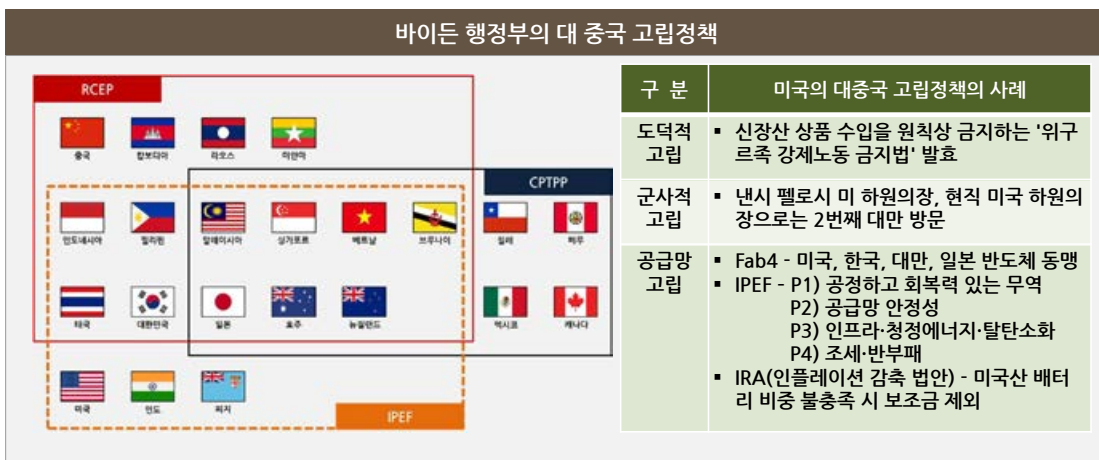 바이든 행정부의 대 중국 고립정책
RCEP
중국 캄보디아 라오스 미얀마
CPTPP
인도네시아 필리핀 말레이시아 싱가포르 베트남 브루나이 칠레 페루
태국 대한민국 일본 호주 뉴질랜드 멕시코 캐나다
미국 인도 피지
IPEF
구 분 미국의 대중국 고립정책의 사례
도덕적
고립
▪ 신장산 상품 수입을 원칙상 금지하는 '위구
르족 강제노동 금지법' 발효
군사적
고립
▪ 낸시 펠로시 미 하원의장, 현직 미국 하원의
장으로는 2번째 대만 방문
공급망
고립
▪ Fab4 - 미국, 한국, 대만, 일본 반도체 동맹
▪ IPEF - P1) 공정하고 회복력 있는 무역
P2) 공급망 안정성
P3) 인프라·청정에너지·탈탄소화
P4) 조세·반부패
▪ IRA(인플레이션 감축 법안) - 미국산 배터
리 비중 불충족 시 보조금 제외